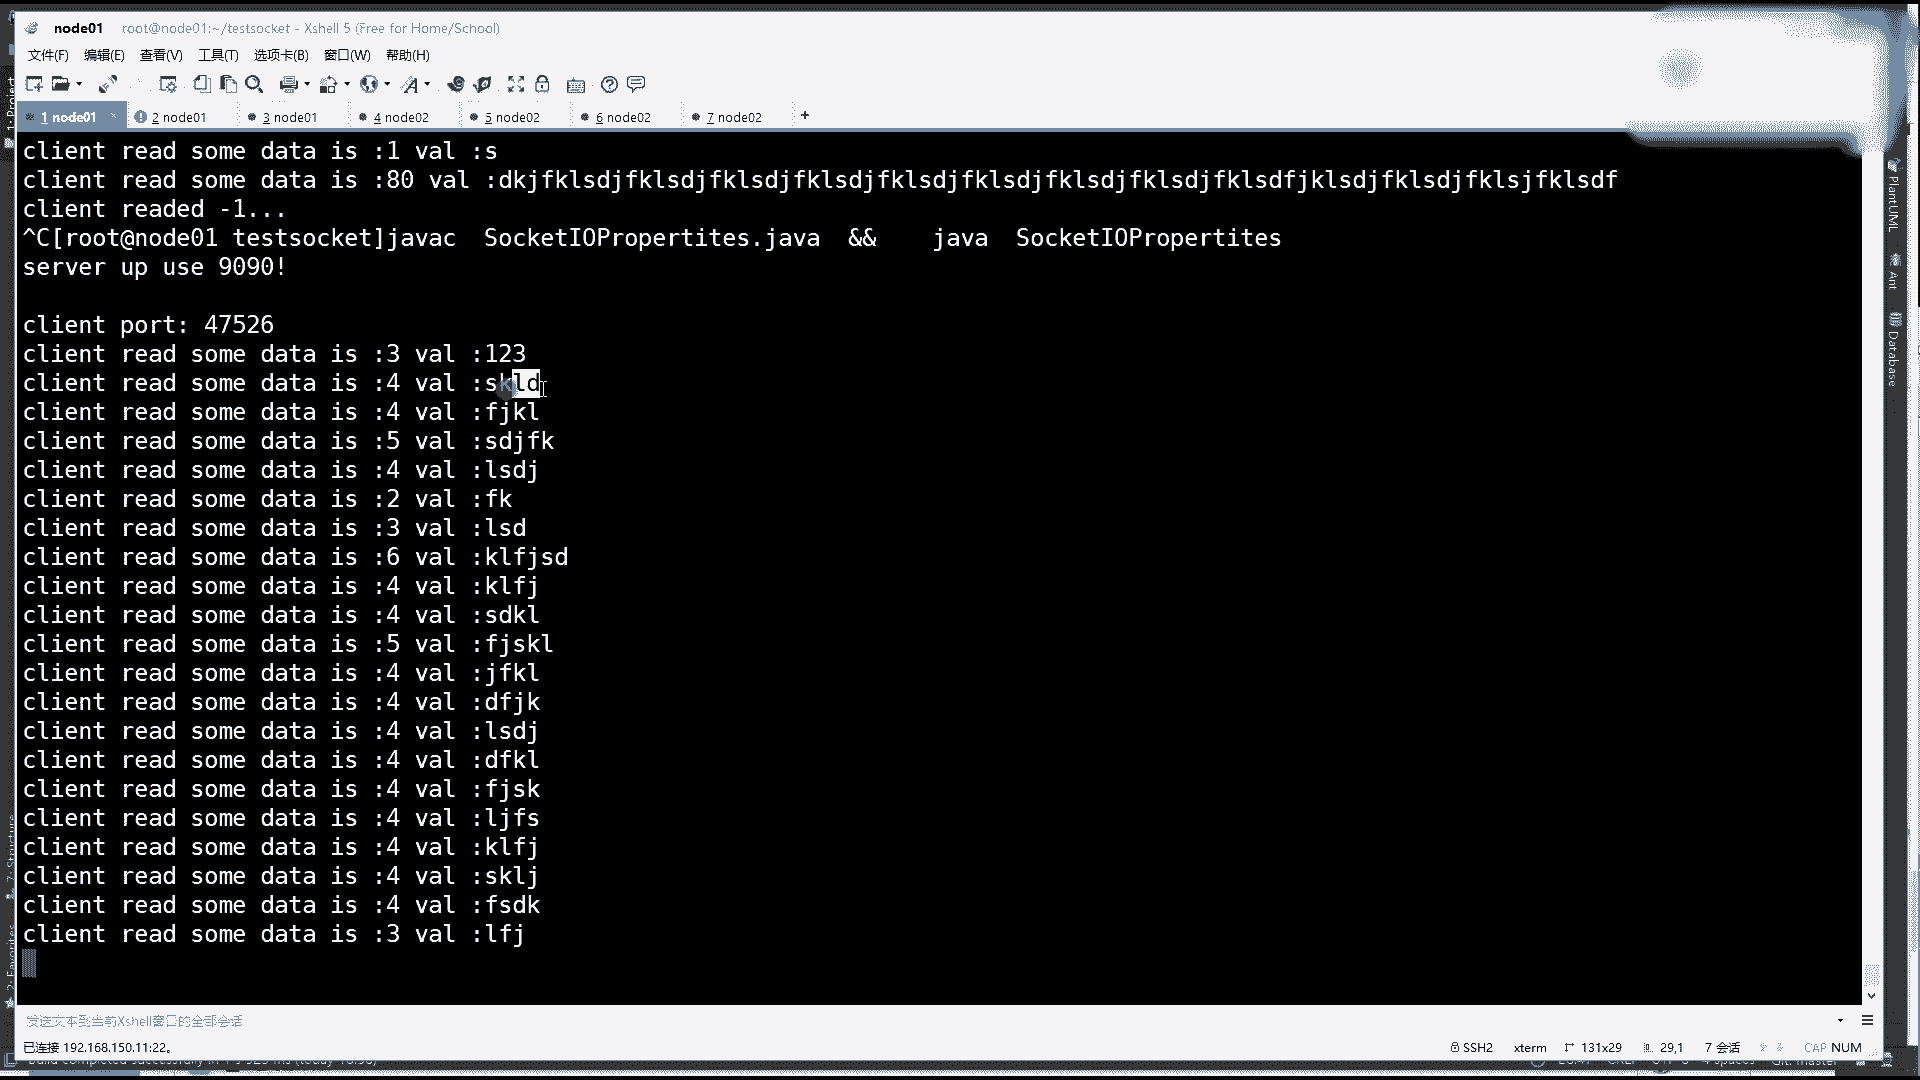 node01 root@node01:~/testsocket - Xshell 5 (Free for Home/School)
文件(F) 编辑(E) 查看(V) 工具(T) 选项卡(B) 窗口(W) 帮助(H)
1 node01 2 node01 3 node01 4 node02 5 node02 6 node02 7 node02 +
client read some data is :1 val :s
client read some data is :80 val :dkjfklsdjfklsdjfklsdjfklsdjfklsdjfklsdjfklsdjfklsdjfklsdfjklsdjfklsdjfklsjfklsdf
client readed -1...
^C[root@node01 testsocket]javac  SocketIOPropertites.java  &&    java  SocketIOPropertites
server up use 9090!
client port: 47526
client read some data is :3 val :123
client read some data is :4 val :skld
client read some data is :4 val :fjkl
client read some data is :5 val :sdjfk
client read some data is :4 val :lsdj
client read some data is :2 val :fk
client read some data is :3 val :lsd
client read some data is :6 val :klfjsd
client read some data is :4 val :klfj
client read some data is :4 val :sdkl
client read some data is :5 val :fjskl
client read some data is :4 val :jfkl
client read some data is :4 val :dfjk
client read some data is :4 val :lsdj
client read some data is :4 val :dfkl
client read some data is :4 val :fjsk
client read some data is :4 val :ljfs
client read some data is :4 val :klfj
client read some data is :4 val :sklj
client read some data is :4 val :fsdk
client read some data is :3 val :lfj
发送文本到当前Xshell窗口的全部会话
已连接 192.168.150.11:22。 SSH2 xterm 131x29 29,1 7 会话 CAP NUM
1: Project
PlantUML
Ant
Database